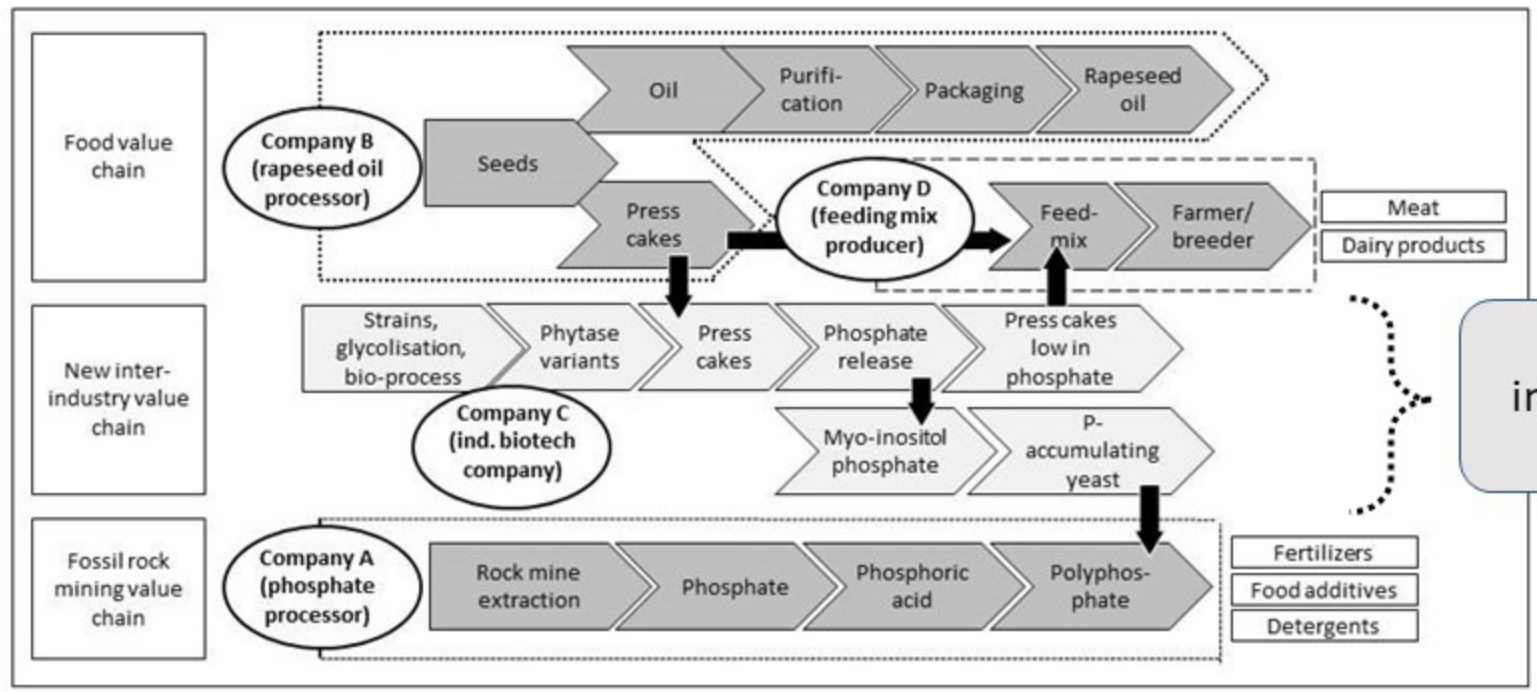 Food value
chain
Company B
(rapeseed oil
processor)
Seeds
Oil
Purifi-
cation
Packaging
Rapeseed
oil
Press
cakes
Company D
(feeding mix
producer)
Feed-
mix
Farmer/
breeder
Meat
Dairy products
New inter-
industry value
chain
Strains,
glycolisation,
bio-process
Phytase
variants
Press
cakes
Phosphate
release
Press cakes
low in
phosphate
Company C
(ind. biotech
company)
Myo-inositol
phosphate
P-
accumulating
yeast
Fossil rock
mining value
chain
Company A
(phosphate
processor)
Rock mine
extraction
Phosphate
Phosphoric
acid
Polyphos-
phate
Fertilizers
Food additives
Detergents